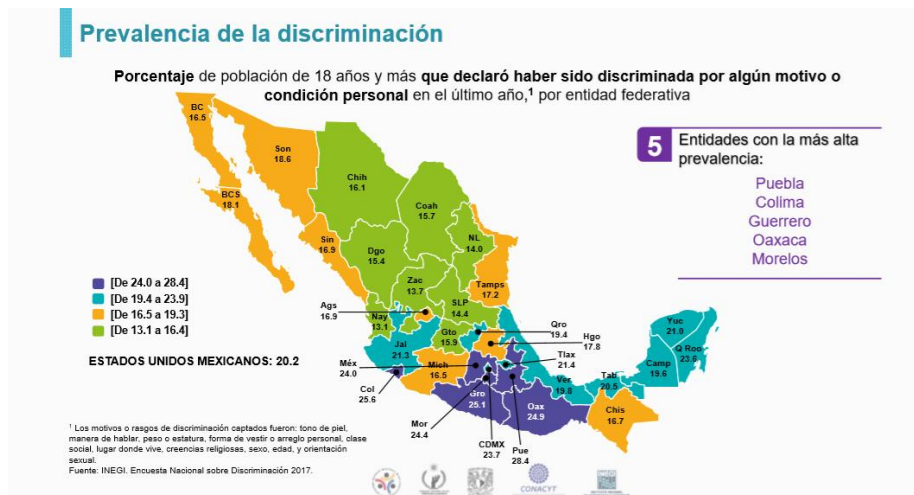 Prevalencia de la discriminación
Porcentaje de población de 18 años y más que declaró haber sido discriminada por algún motivo o
condición personal en el último año,¹ por entidad federativa
5
Entidades con la más alta
prevalencia:
Puebla
Colima
Guerrero
Oaxaca
Morelos
BC
16.5
Son
18.6
Chih
16.1
BCS
18.1
Coah
15.7
Sin
16.9
NL
14.0
Dgo
15.4
Zac
13.7
Tamps
17.2
[De 24.0 a 28.4]
[De 19.4 a 23.9]
[De 16.5 a 19.3]
[De 13.1 a 16.4]
Ags
16.9
SLP
14.4
Nay
13.1
Gto
15.9
Qro
19.4
Hgo
17.8
Yuc
21.0
Q Roo
23.6
Jal
21.3
Tlax
21.4
Camp
19.6
ESTADOS UNIDOS MEXICANOS: 20.2
Méx
24.0
Mich
16.5
Ver
19.8
Tab
20.5
Col
25.6
Gro
25.1
Oax
24.9
Chis
16.7
Mor
24.4
CDMX
23.7
Pue
28.4
¹ Los motivos o rasgos de discriminación captados fueron: tono de piel,
manera de hablar, peso o estatura, forma de vestir o arreglo personal, clase
social, lugar donde vive, creencias religiosas, sexo, edad, y orientación
sexual.
Fuente: INEGI. Encuesta Nacional sobre Discriminación 2017.
CONACYT